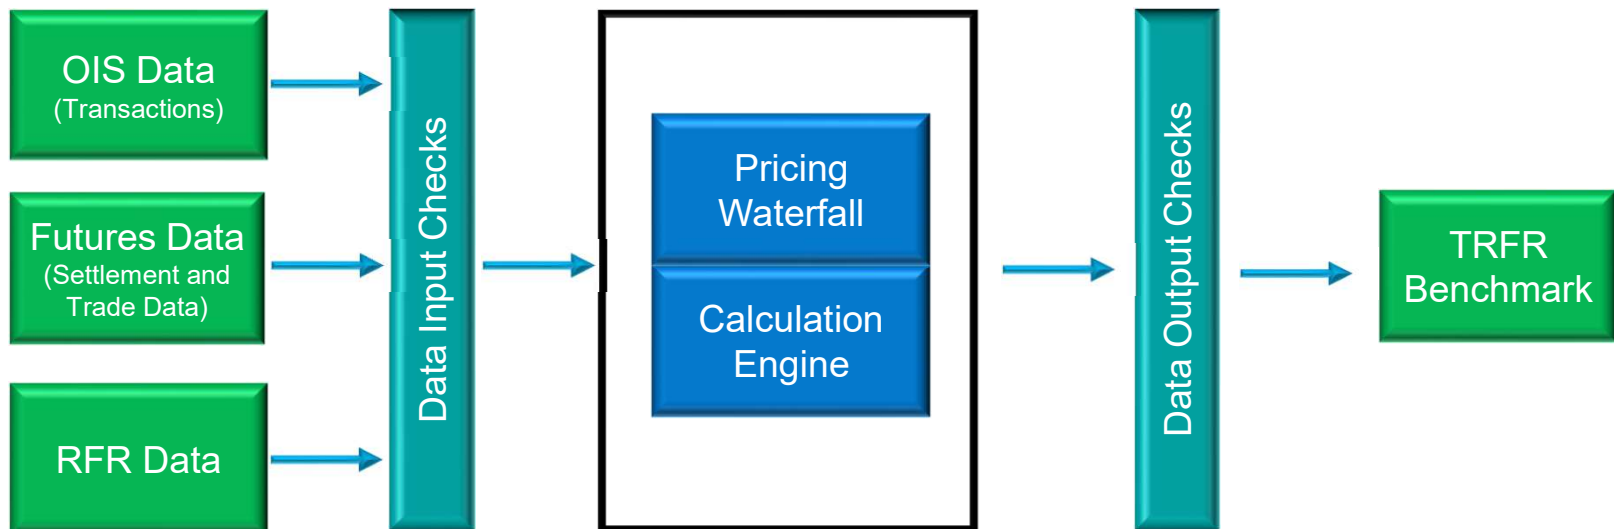 OIS Data
(Transactions)
Futures Data
(Settlement and
Trade Data)
RFR Data
Data Input Checks
Pricing
Waterfall
Calculation
Engine
Data Output Checks
TRFR
Benchmark